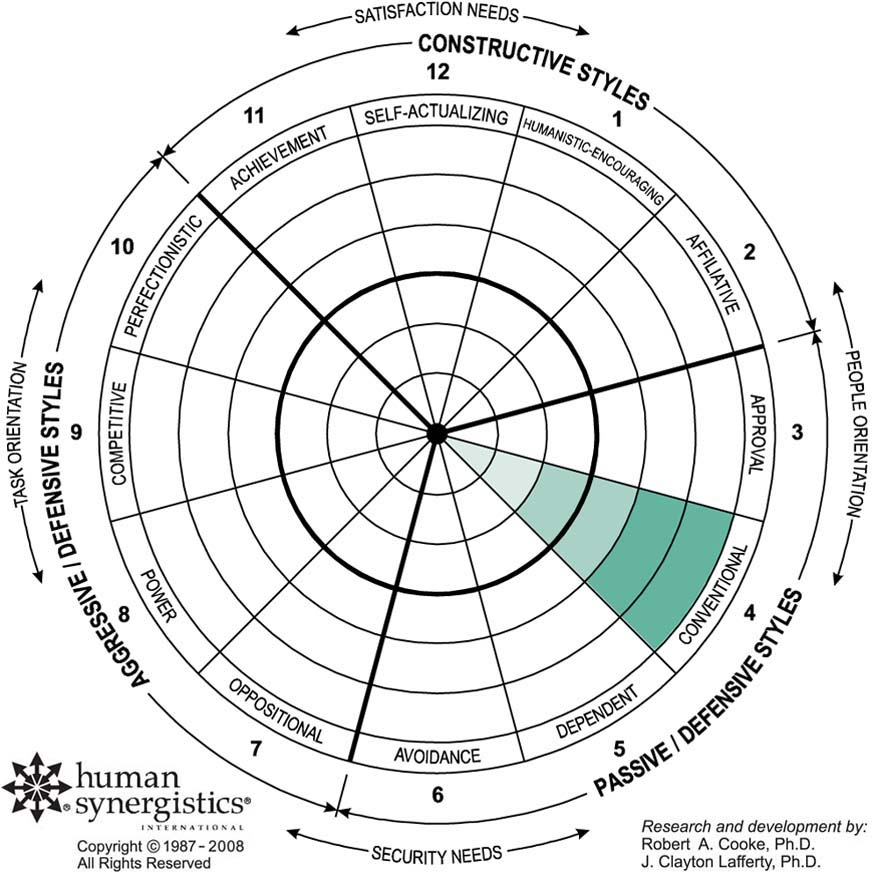 SATISFACTION NEEDS
CONSTRUCTIVE STYLES
12
11
1
SELF-ACTUALIZING
HUMANISTIC-ENCOURAGING
ACHIEVEMENT
10
2
PERFECTIONISTIC
AFFILIATIVE
TASK ORIENTATION
AGGRESSIVE / DEFENSIVE STYLES
9
COMPETITIVE
APPROVAL
3
PEOPLE ORIENTATION
8
POWER
CONVENTIONAL
4
PASSIVE / DEFENSIVE STYLES
OPPOSITIONAL
7
AVOIDANCE
6
DEPENDENT
5
SECURITY NEEDS
human
synergistics®
INTERNATIONAL
Copyright © 1987 - 2008
All Rights Reserved
Research and development by:
Robert A. Cooke, Ph.D.
J. Clayton Lafferty, Ph.D.